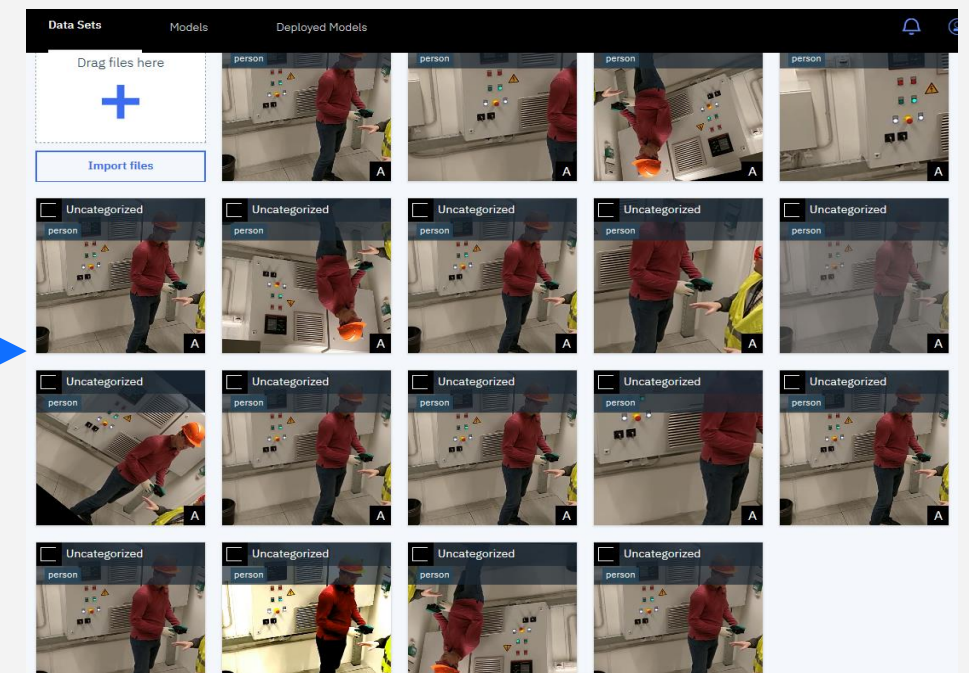 Data Sets Models Deployed Models
Drag files here
Import files
person
person
person
person
A
A
A
A
Uncategorized
person
A
Uncategorized
person
A
Uncategorized
person
A
Uncategorized
person
A
Uncategorized
person
A
Uncategorized
person
A
Uncategorized
person
A
Uncategorized
person
A
Uncategorized
person
A
Uncategorized
person
A
Uncategorized
person
Uncategorized
person
Uncategorized
person
Uncategorized
person